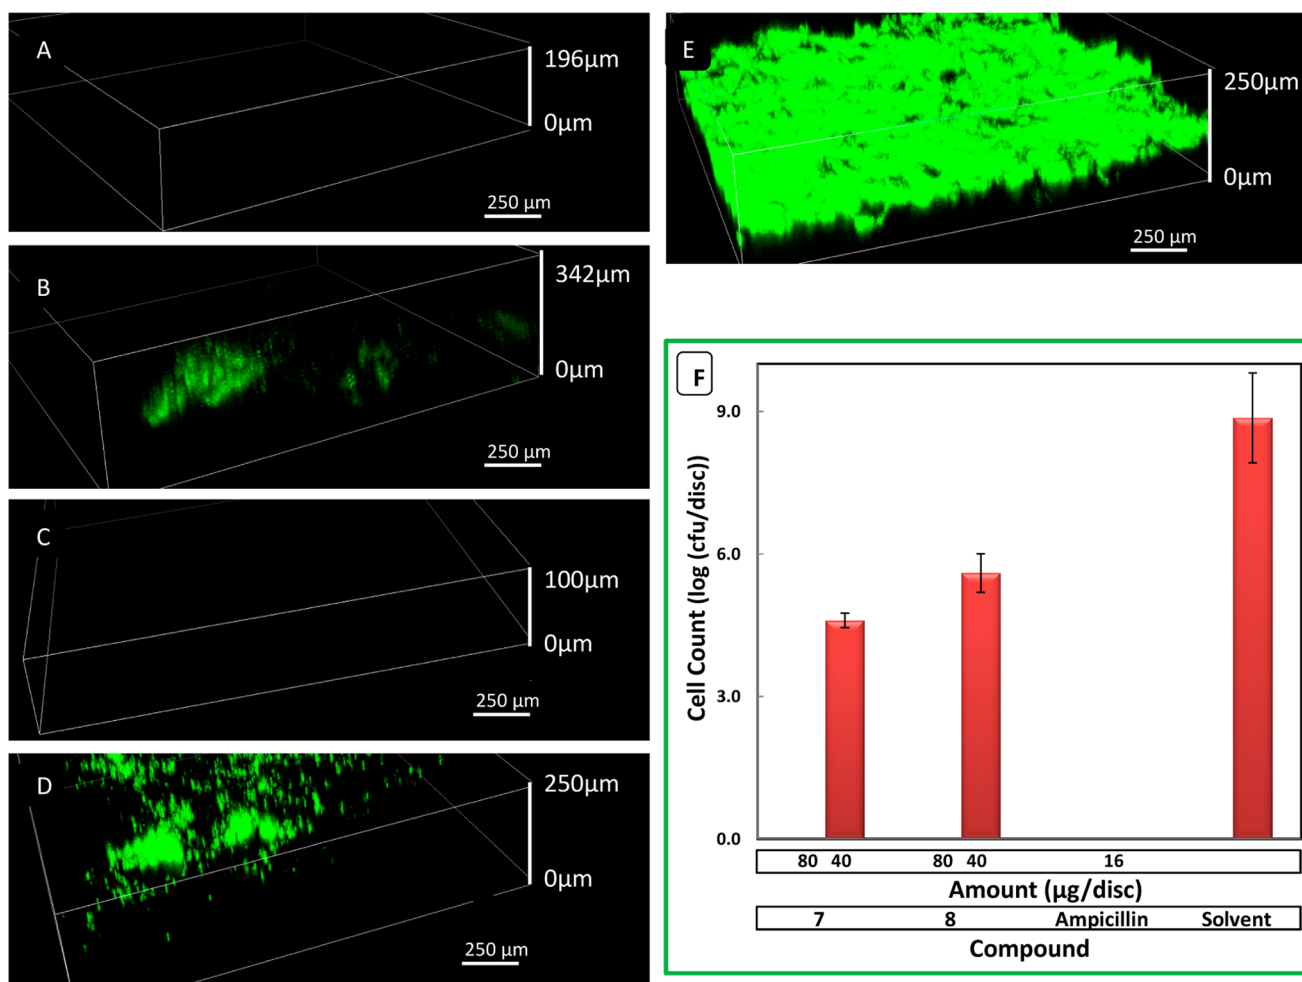 A
196µm
0µm
250 µm
B
342µm
0µm
250 µm
C
100µm
0µm
250 µm
D
250µm
0µm
250 µm
E
250µm
0µm
250 µm
F
Cell Count (log (cfu/disc))
9.0
6.0
3.0
0.0
80 40 80 40 16
Amount (µg/disc)
7 8 Ampicillin Solvent
Compound